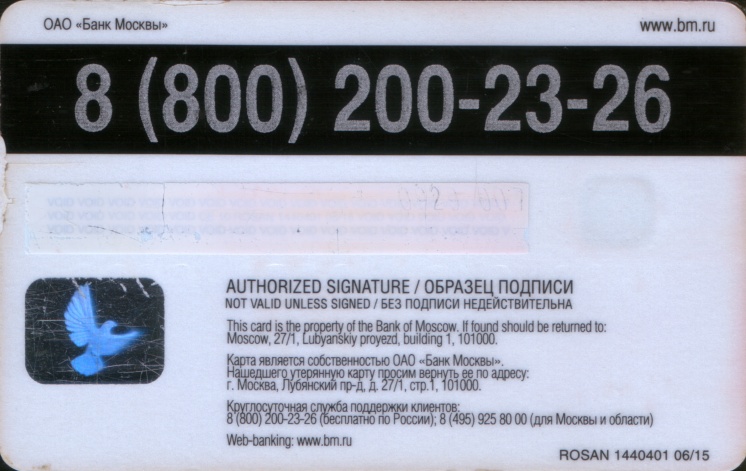 ОАО «Банк Москвы»
www.bm.ru
8 (800) 200-23-26
AUTHORIZED SIGNATURE / ОБРАЗЕЦ ПОДПИСИ
NOT VALID UNLESS SIGNED / БЕЗ ПОДПИСИ НЕДЕЙСТВИТЕЛЬНА
This card is the property of the Bank of Moscow. If found should be returned to:
Moscow, 27/1, Lubyanskiy proyezd, building 1, 101000.
Карта является собственностью ОАО «Банк Москвы».
Нашедшего утерянную карту просим вернуть ее по адресу:
г. Москва, Лубянский пр-д, д. 27/1, стр.1, 101000.
Круглосуточная служба поддержки клиентов:
8 (800) 200-23-26 (бесплатно по России); 8 (495) 925 80 00 (для Москвы и области)
Web-banking: www.bm.ru
ROSAN 1440401 06/15